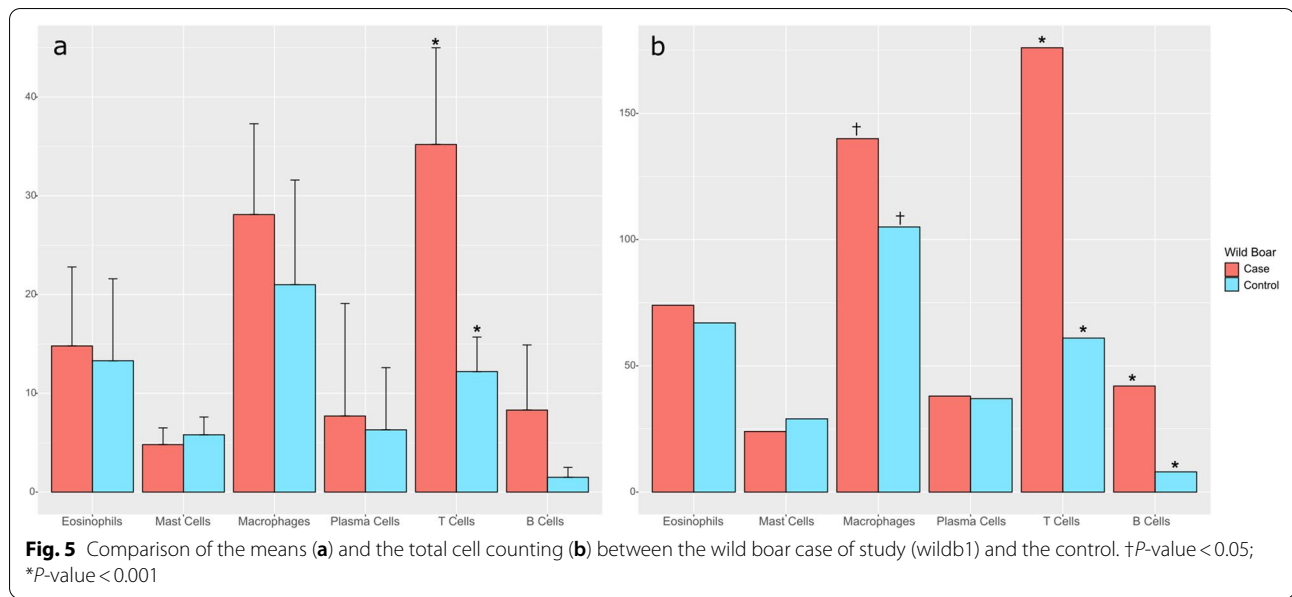 a
*
*
40
30
20
10
0
Eosinophils Mast Cells Macrophages Plasma Cells T Cells B Cells
b
*
†
†
*
*
*
150
100
50
0
Eosinophils Mast Cells Macrophages Plasma Cells T Cells B Cells
Wild Boar
Case
Control
Fig. 5 Comparison of the means (a) and the total cell counting (b) between the wild boar case of study (wildb1) and the control. †P-value < 0.05;
*P-value < 0.001